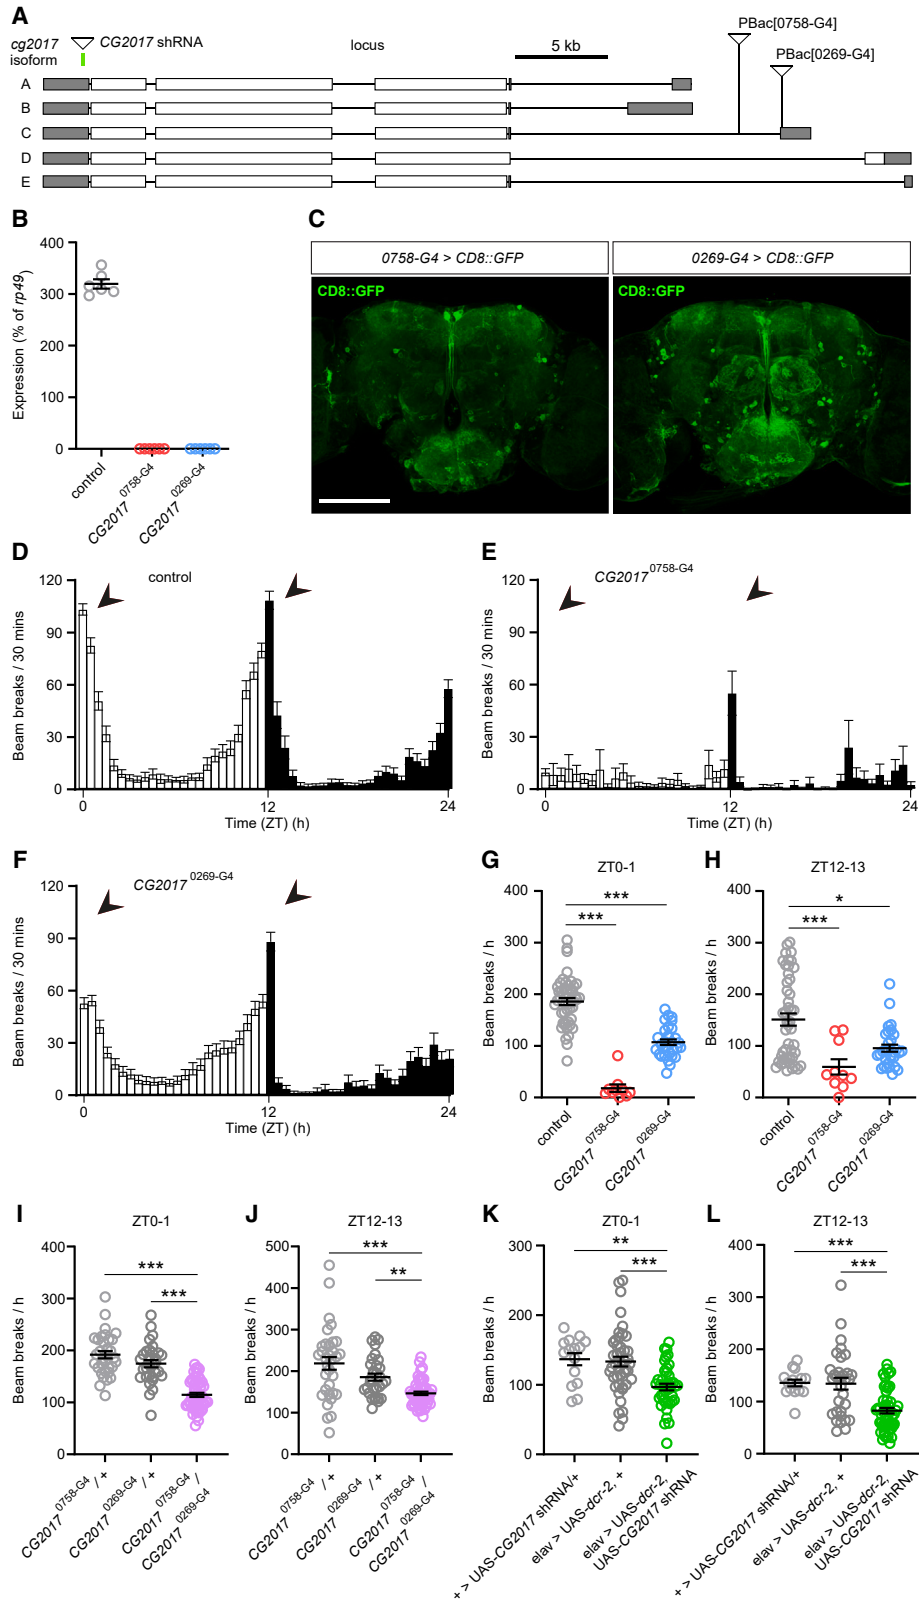 A
cg2017
isoform
CG2017 shRNA
locus
5 kb
PBac[0758-G4]
PBac[0269-G4]
A
B
C
D
E
B
Expression (% of rp49)
400
300
200
100
0
control
CG2017 0758-G4
CG2017 0269-G4
C
0758-G4 > CD8::GFP
0269-G4 > CD8::GFP
CD8::GFP
CD8::GFP
D
control
Beam breaks / 30 mins
120
90
60
30
0
0
12
24
Time (ZT) (h)
E
CG2017 0758-G4
Beam breaks / 30 mins
120
90
60
30
0
0
12
24
Time (ZT) (h)
F
CG2017 0269-G4
Beam breaks / 30 mins
120
90
60
30
0
0
12
24
Time (ZT) (h)
G
ZT0-1
Beam breaks / h
400
300
200
100
0
***
***
control
CG2017 0758-G4
CG2017 0269-G4
H
ZT12-13
Beam breaks / h
400
300
200
100
0
*
***
control
CG2017 0758-G4
CG2017 0269-G4
I
ZT0-1
Beam breaks / h
400
300
200
100
0
***
***
CG2017 0758-G4 / +
CG2017 0269-G4 / +
CG2017 0758-G4 /
CG2017 0269-G4
J
ZT12-13
Beam breaks / h
500
400
300
200
100
0
***
**
CG2017 0758-G4 / +
CG2017 0269-G4 / +
CG2017 0758-G4 /
CG2017 0269-G4
K
ZT0-1
Beam breaks / h
300
200
100
0
**
***
+ > UAS-CG2017 shRNA/+
elav > UAS-dcr-2, +
elav > UAS-dcr-2,
UAS-CG2017 shRNA
L
ZT12-13
Beam breaks / h
400
300
200
100
0
***
***
+ > UAS-CG2017 shRNA/+
elav > UAS-dcr-2, +
elav > UAS-dcr-2,
UAS-CG2017 shRNA